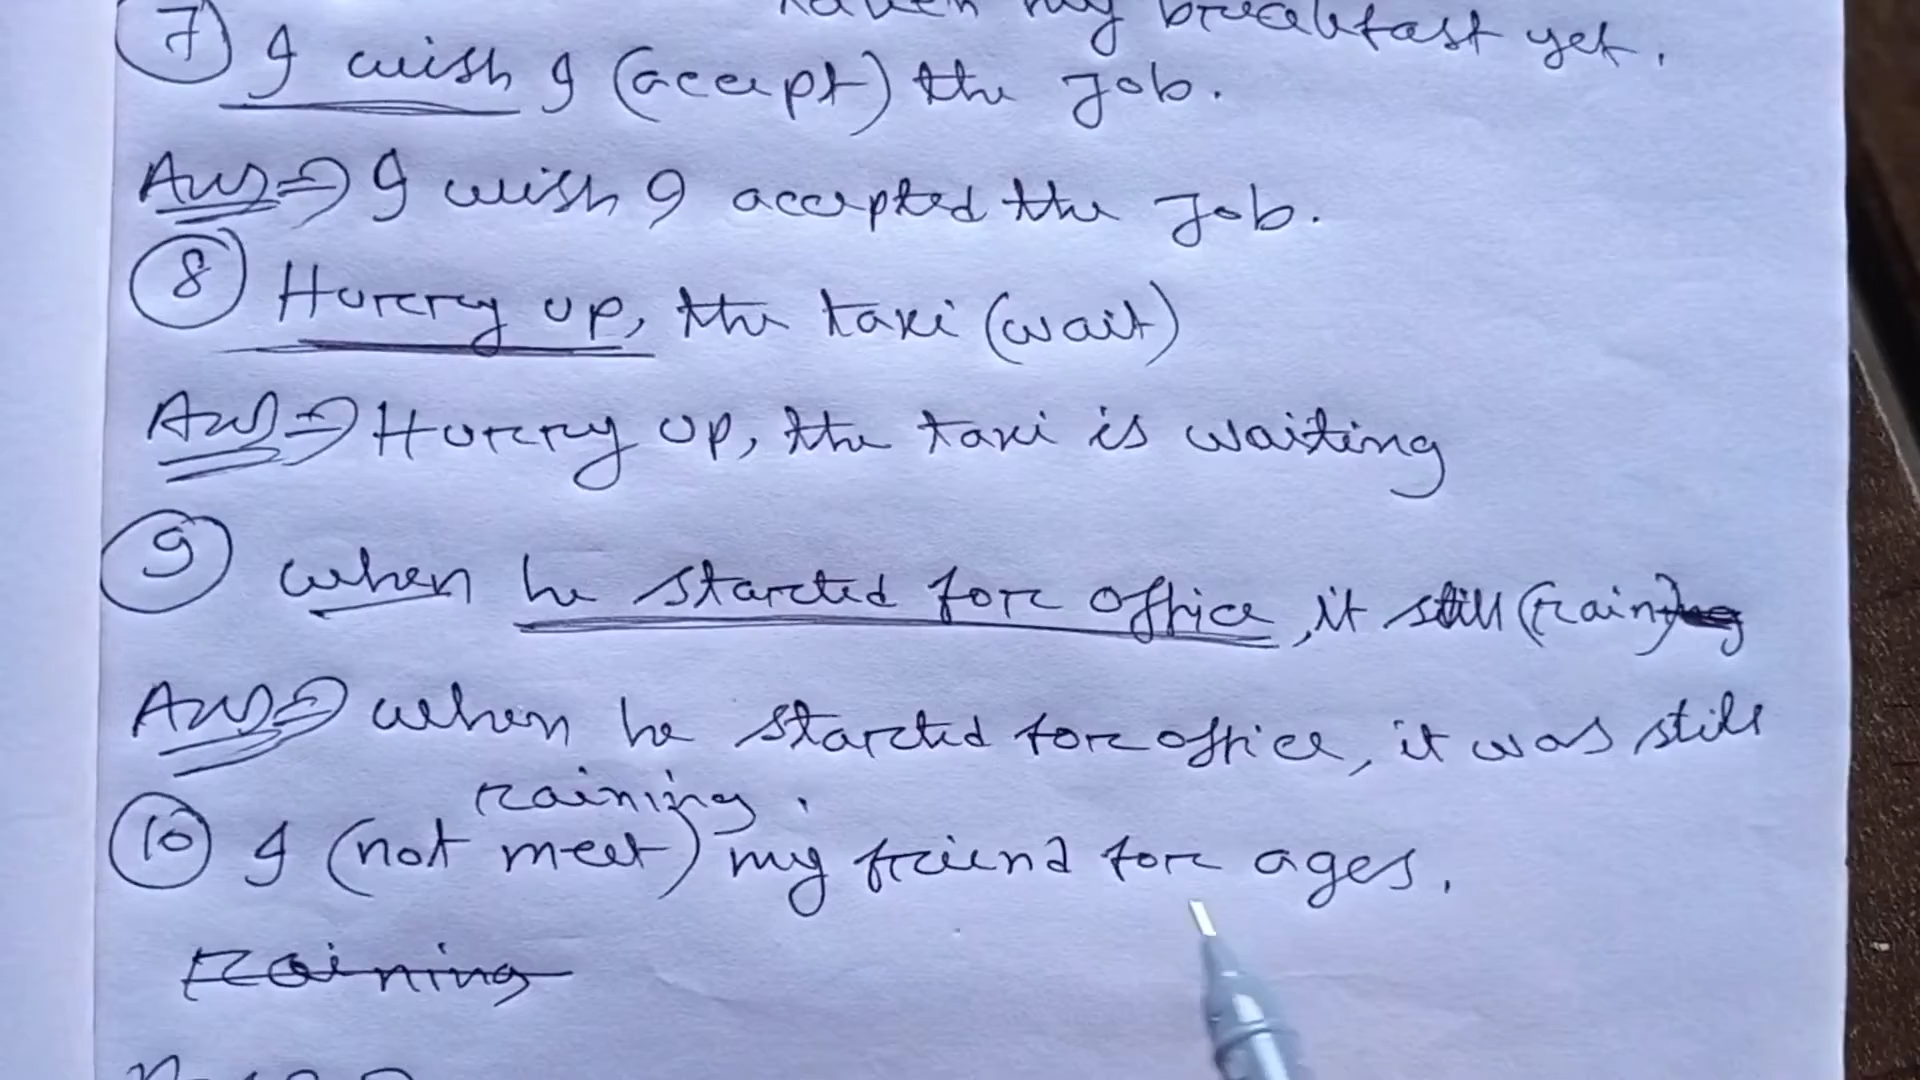 my breakfast yet.
7 I wish I (accept) the job.
Ans⇒ I wish I accepted the job.
8 Hurry up, the taxi (wait)
Ans⇒ Hurry up, the taxi is waiting
9 when he started for office, it still (rain)
Ans⇒ when he started for office, it was still
raining.
10 I (not meet) my friend for ages.
raining